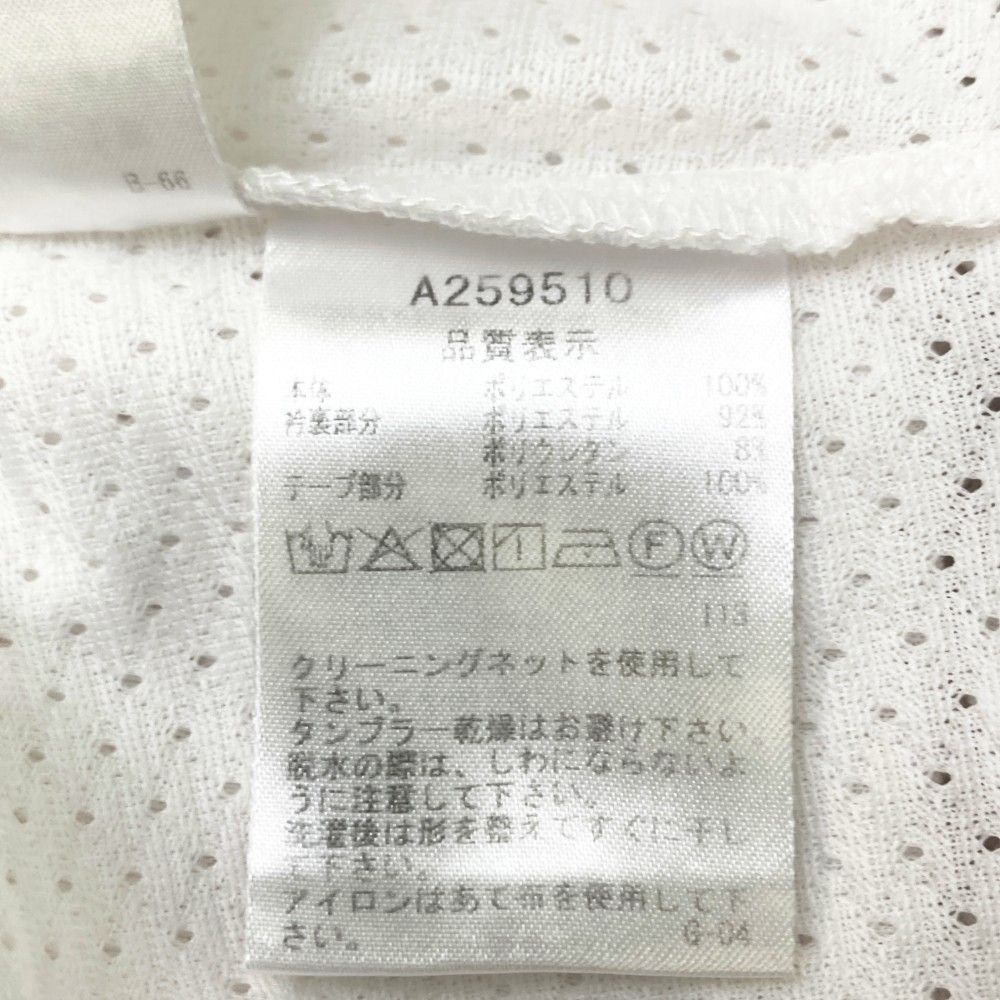 B-66
A259510
品質表示
本体 ポリエステル 100%
衿裏部分 ポリエステル 92%
ポリウレタン 8%
テープ部分 ポリエステル 100%
F W
113
クリーニングネットを使用して
下さい。
タンブラー乾燥はお避け下さい。
脱水の際は、しわにならないよ
うに注意して下さい。
洗濯後は形を整えてすぐに干し
て下さい。
アイロンはあて布を使用して下
さい。 G-04